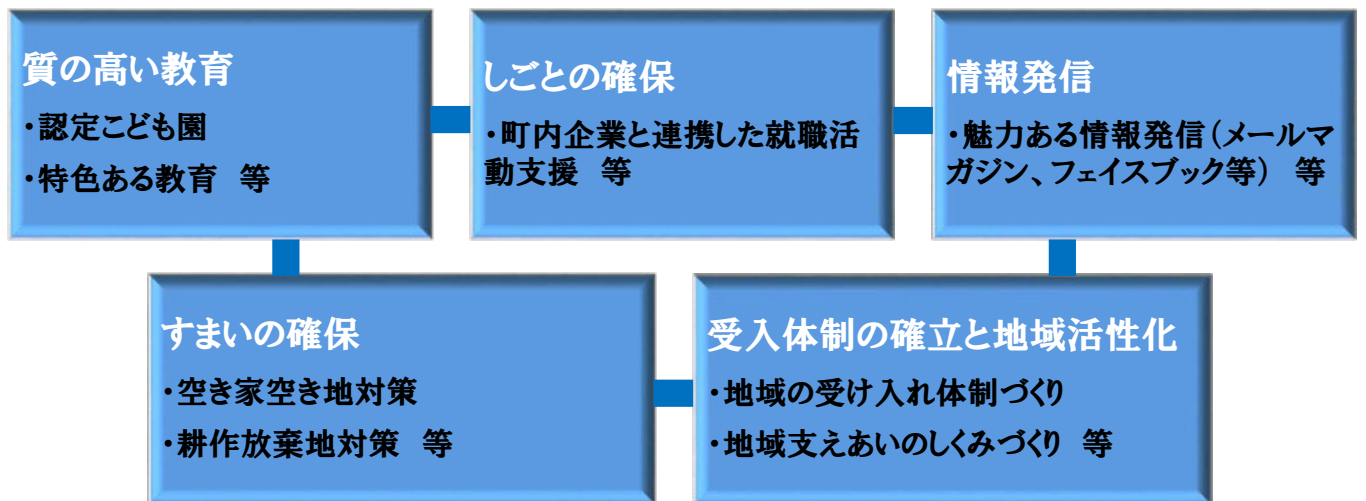 質の高い教育
・認定こども園
・特色ある教育　等
しごとの確保
・町内企業と連携した就職活
動支援　等
情報発信
・魅力ある情報発信（メールマ
ガジン、フェイスブック等）　等
すまいの確保
・空き家空き地対策
・耕作放棄地対策　等
受入体制の確立と地域活性化
・地域の受け入れ体制づくり
・地域支えあいのしくみづくり　等